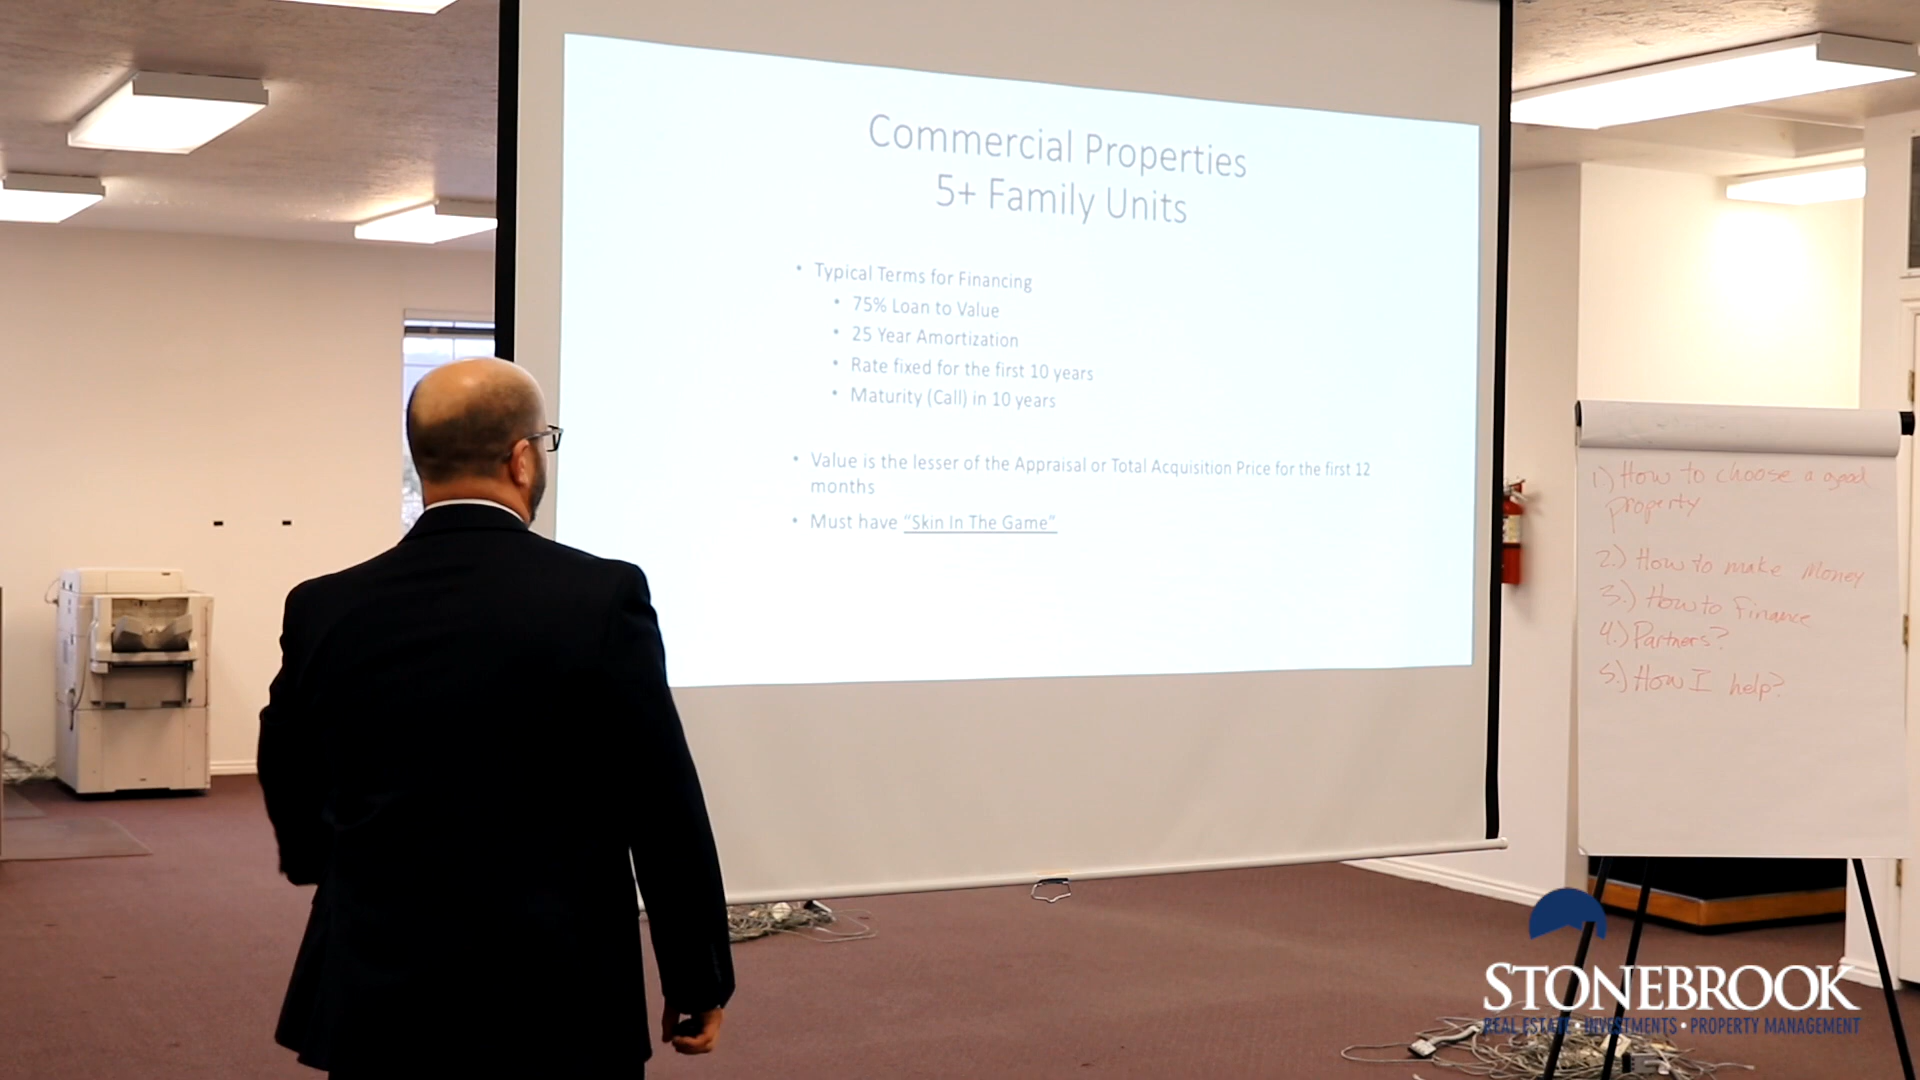 Commercial Properties
5+ Family Units
• Typical Terms for Financing
• 75% Loan to Value
• 25 Year Amortization
• Rate fixed for the first 10 years
• Maturity (Call) in 10 years
• Value is the lesser of the Appraisal or Total Acquisition Price for the first 12
months
• Must have “Skin In The Game”
1) How to choose a good
property
2.) How to make Money
3.) How to Finance
4.) Partners?
5.) How I help?
STONEBROOK
REAL ESTATE • INVESTMENTS • PROPERTY MANAGEMENT